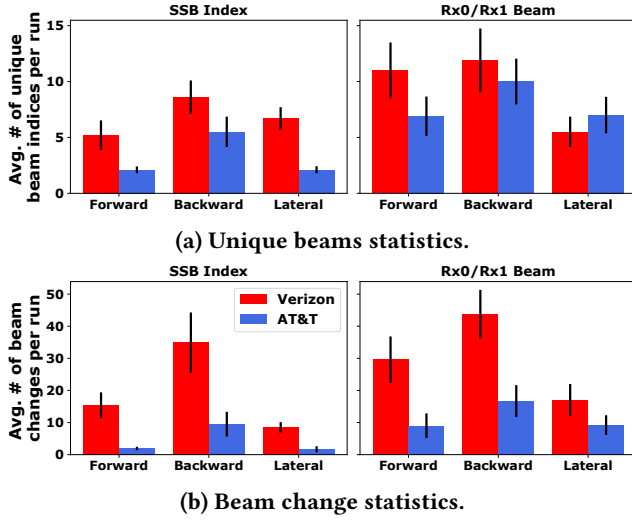 SSB Index
Rx0/Rx1 Beam
Avg. # of unique
beam indices per run
15
10
5
0
Forward
Backward
Lateral
Forward
Backward
Lateral
(a) Unique beams statistics.
SSB Index
Rx0/Rx1 Beam
Avg. # of beam
changes per run
50
40
30
20
10
0
Verizon
AT&T
Forward
Backward
Lateral
Forward
Backward
Lateral
(b) Beam change statistics.